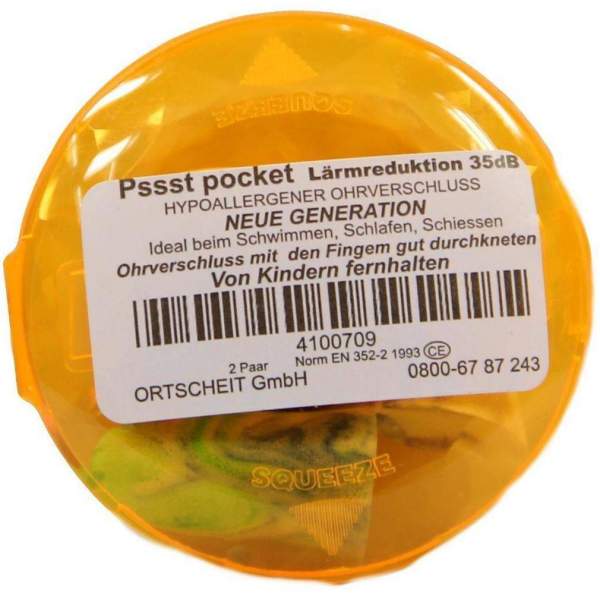 SQUEEZE
Pssst pocket Lärmreduktion 35dB
HYPOALLERGENER OHRVERSCHLUSS
NEUE GENERATION
Ideal beim Schwimmen, Schlafen, Schiessen
Ohrverschluss mit den Fingem gut durchkneten
Von Kindern fernhalten
4100709
2 Paar Norm EN 352-2 1993 CE
ORTSCHEIT GmbH 0800-67 87 243
SQUEEZE